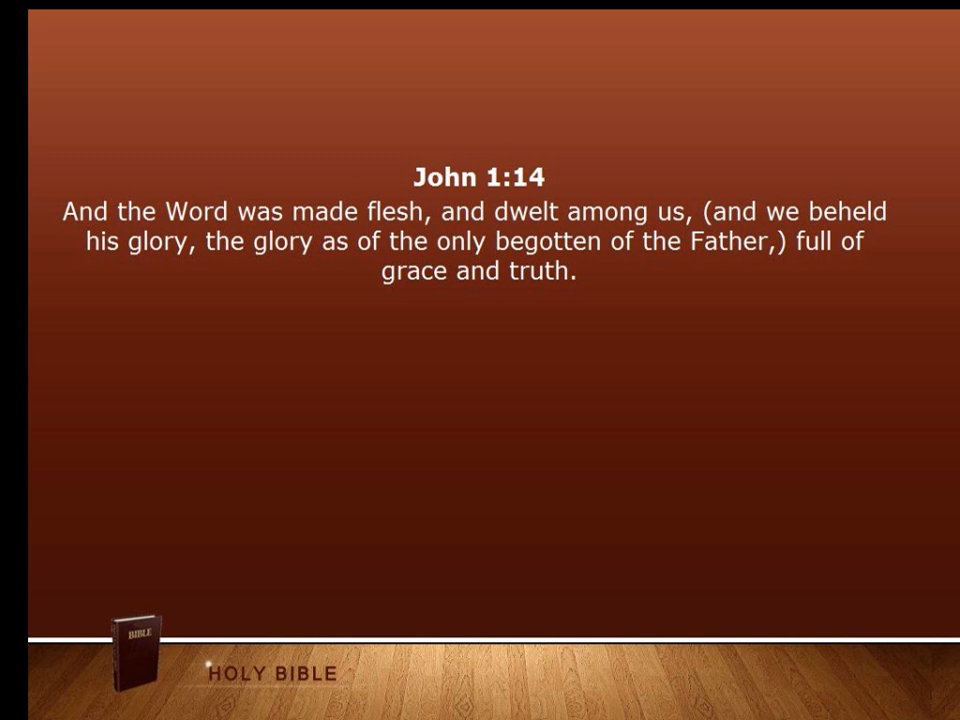 John 1:14
And the Word was made flesh, and dwelt among us, (and we beheld
his glory, the glory as of the only begotten of the Father,) full of
grace and truth.
BIBLE
HOLY BIBLE